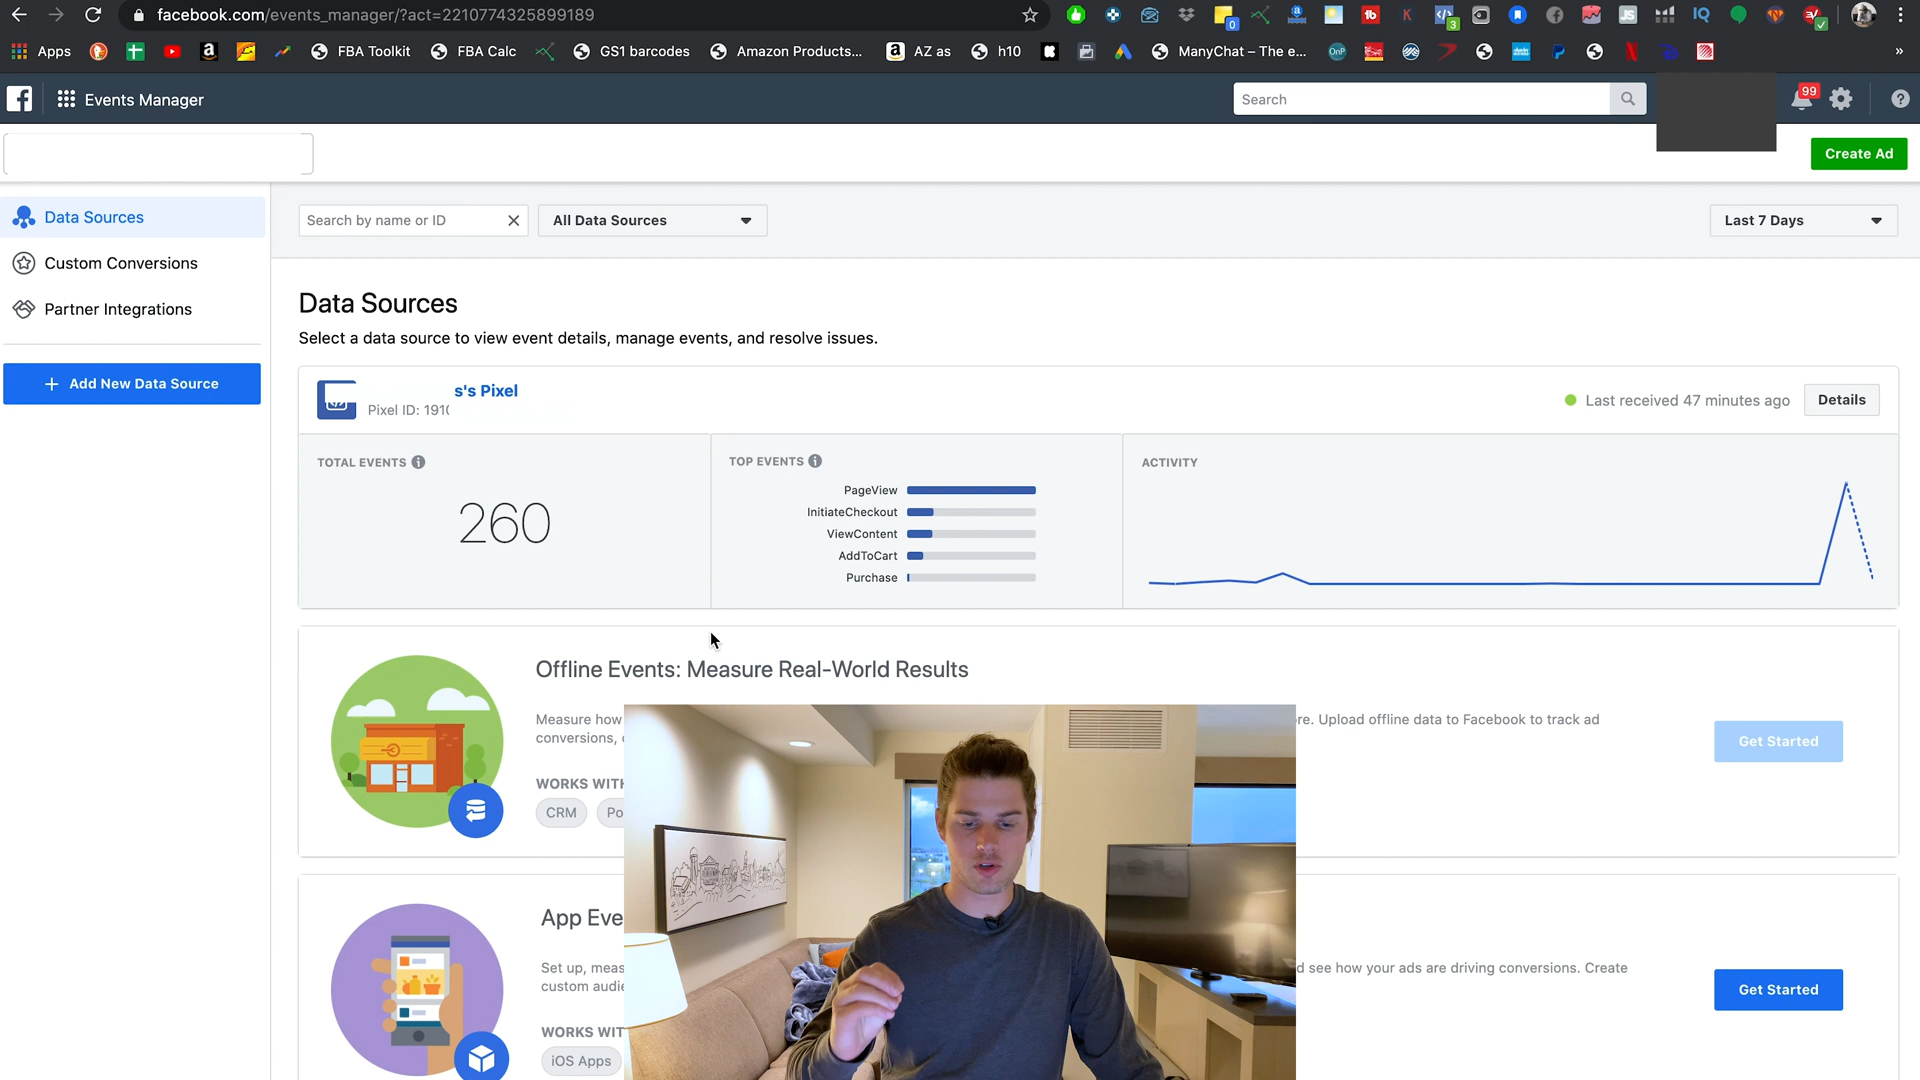 facebook.com/events_manager/?act=2210774325899189
Apps FBA Toolkit FBA Calc GS1 barcodes Amazon Products... AZ as h10 ManyChat – The e... »
Events Manager
Search
99
Create Ad
Data Sources
Custom Conversions
Partner Integrations
+ Add New Data Source
Search by name or ID
All Data Sources
Last 7 Days
Data Sources
Select a data source to view event details, manage events, and resolve issues.
s's Pixel
Pixel ID: 191
Last received 47 minutes ago
Details
TOTAL EVENTS
260
TOP EVENTS
PageView
InitiateCheckout
ViewContent
AddToCart
Purchase
ACTIVITY
Offline Events: Measure Real-World Results
Measure how
re. Upload offline data to Facebook to track ad
conversions,
Get Started
WORKS WITH
CRM
Po
App Eve
Set up, meas
d see how your ads are driving conversions. Create
custom audie
Get Started
WORKS WIT
iOS Apps